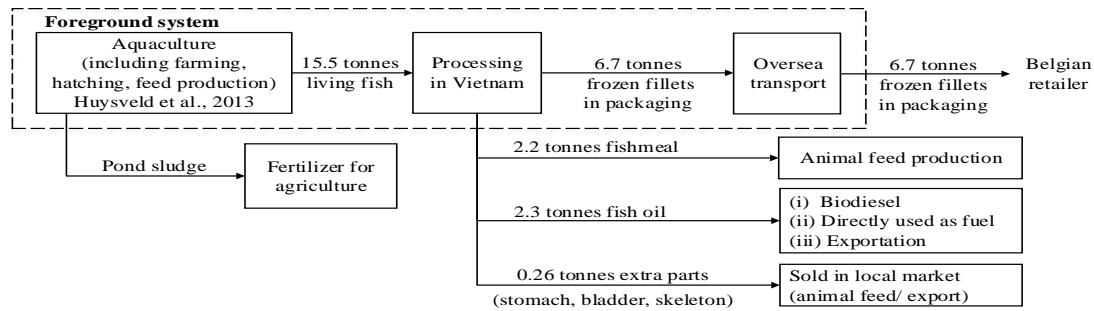 Foreground system
Aquaculture
(including farming,
hatching, feed production)
Huysveld et al., 2013
15.5 tonnes
living fish
Processing
in Vietnam
6.7 tonnes
frozen fillets
in packaging
Oversea
transport
6.7 tonnes
frozen fillets
in packaging
Belgian
retailer
Pond sludge
Fertilizer for
agriculture
2.2 tonnes fishmeal
Animal feed production
2.3 tonnes fish oil
(i) Biodiesel
(ii) Directly used as fuel
(iii) Exportation
0.26 tonnes extra parts
(stomach, bladder, skeleton)
Sold in local market
(animal feed/ export)